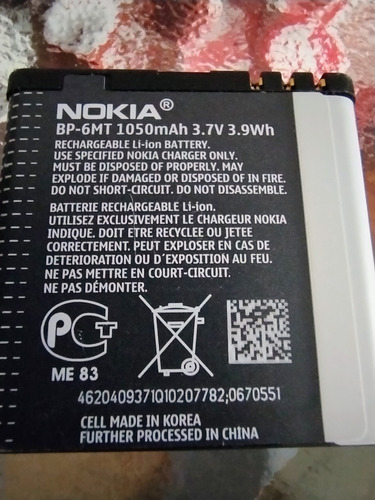 NOKIA®
BP-6MT 1050mAh 3.7V 3.9Wh
RECHARGEABLE Li-ion BATTERY.
USE SPECIFIED NOKIA CHARGER ONLY.
MUST BE DISPOSED OF PROPERLY. MAY
EXPLODE IF DAMAGED OR DISPOSED OF IN FIRE.
DO NOT SHORT-CIRCUIT. DO NOT DISASSEMBLE.
BATTERIE RECHARGEABLE Li-ion.
UTILISEZ EXCLUSIVEMENT LE CHARGEUR NOKIA
INDIQUE. DOIT ETRE RECYCLEE OU JETEE
CORRECTEMENT. PEUT EXPLOSER EN CAS DE
DETERIORATION OU D'EXPOSITION AU FEU.
NE PAS METTRE EN COURT-CIRCUIT.
NE PAS DÉMONTER.
РСТ
ME 83
4620409371Q10207782;0670551
CELL MADE IN KOREA
FURTHER PROCESSED IN CHINA